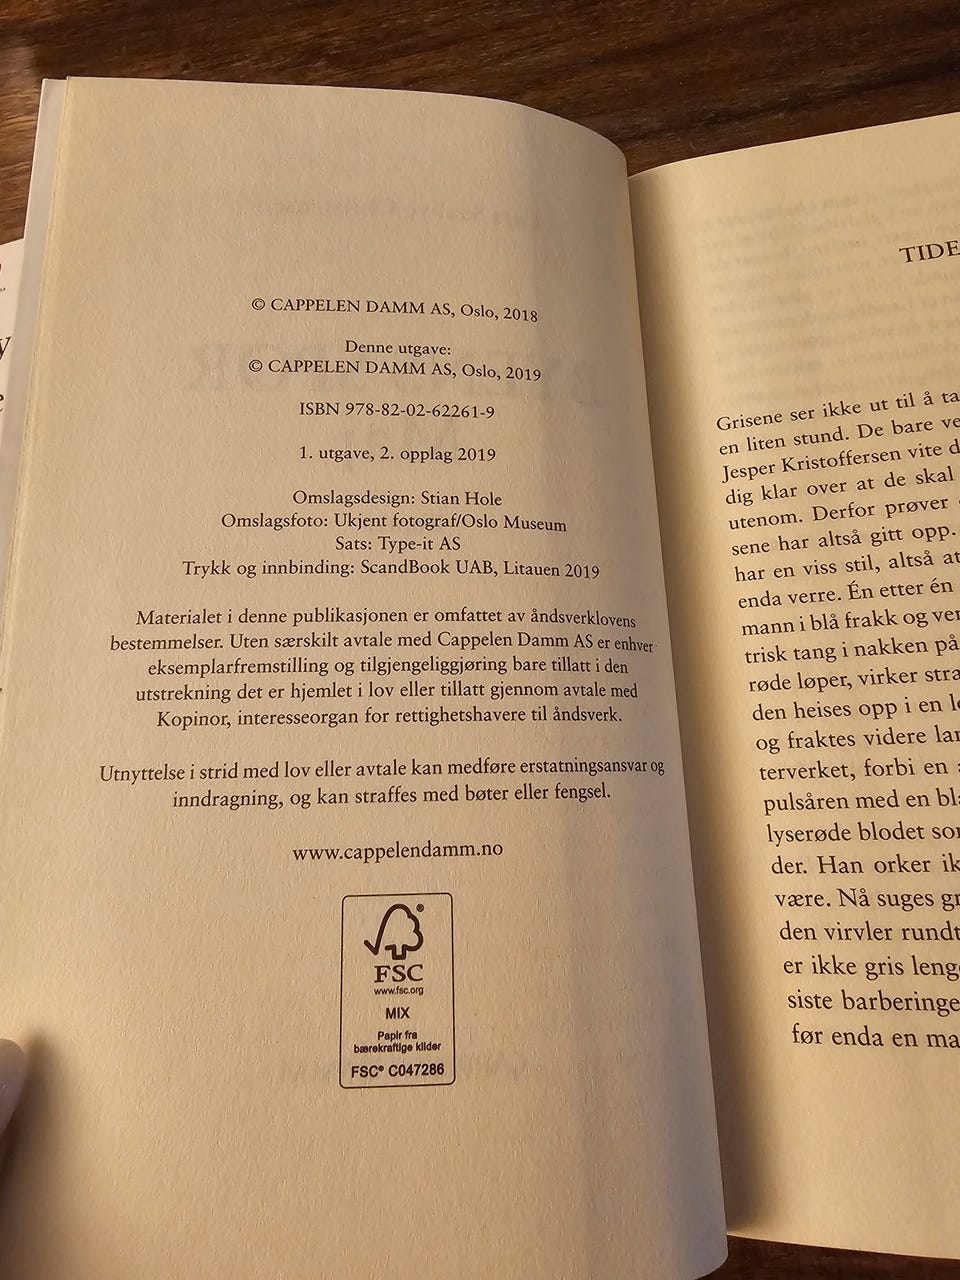 © CAPPELEN DAMM AS, Oslo, 2018
Denne utgave:
© CAPPELEN DAMM AS, Oslo, 2019
ISBN 978-82-02-62261-9
1. utgave, 2. opplag 2019
Omslagsdesign: Stian Hole
Omslagsfoto: Ukjent fotograf/Oslo Museum
Sats: Type-it AS
Trykk og innbinding: ScandBook UAB, Litauen 2019
Materialet i denne publikasjonen er omfattet av åndsverklovens
bestemmelser. Uten særskilt avtale med Cappelen Damm AS er enhver
eksemplarfremstilling og tilgjengeliggjøring bare tillatt i den
utstrekning det er hjemlet i lov eller tillatt gjennom avtale med
Kopinor, interesseorgan for rettighetshavere til åndsverk.
Utnyttelse i strid med lov eller avtale kan medføre erstatningsansvar og
inndragning, og kan straffes med bøter eller fengsel.
www.cappelendamm.no
FSC®
www.fsc.org
MIX
Papir fra
bærekraftige kilder
FSC® C047286
TIDE
Grisene ser ikke ut til å ta
en liten stund. De bare ve
Jesper Kristoffersen vite d
dig klar over at de skal
utenom. Derfor prøver
sene har altså gitt opp.
har en viss stil, altså at
enda verre. Én etter én
mann i blå frakk og ver
trisk tang i nakken på
røde løper, virker stra
den heises opp i en le
og fraktes videre lan
terverket, forbi en
pulsåren med en bla
lyserøde blodet son
der. Han orker ik
være. Nå suges gr
den virvler rundt
er ikke gris leng
siste barberinge
før enda en ma